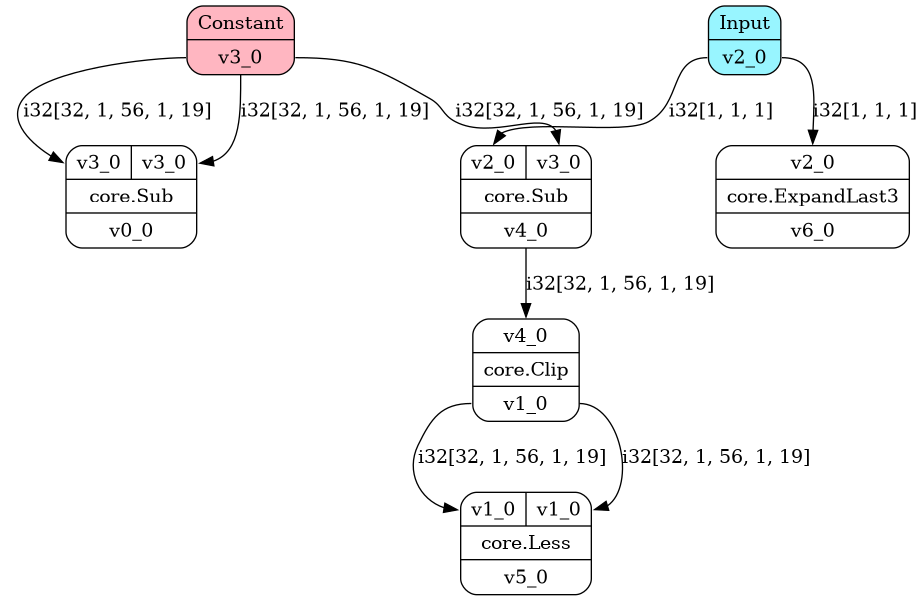 Constant
v3_0
Input
v2_0
i32[32, 1, 56, 1, 19]
i32[32, 1, 56, 1, 19]
i32[32, 1, 56, 1, 19]
i32[1, 1, 1]
i32[1, 1, 1]
v3_0 v3_0
core.Sub
v0_0
v2_0 v3_0
core.Sub
v4_0
v2_0
core.ExpandLast3
v6_0
i32[32, 1, 56, 1, 19]
v4_0
core.Clip
v1_0
i32[32, 1, 56, 1, 19]
i32[32, 1, 56, 1, 19]
v1_0 v1_0
core.Less
v5_0